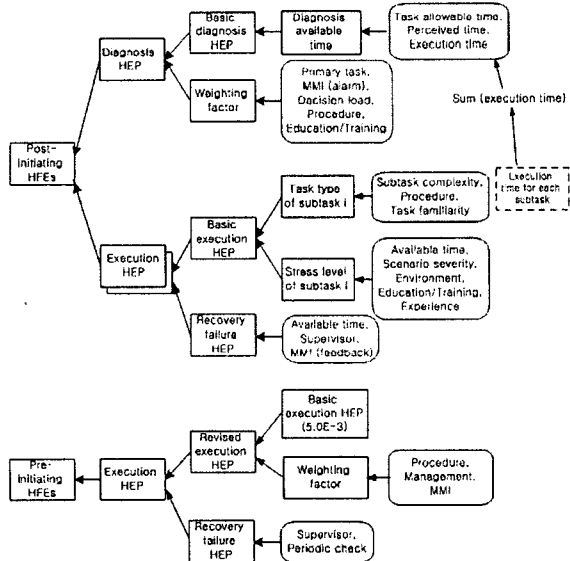 Basic
diagnosis
HEP
Diagnosis
available
time
Task allowable time,
Perceived time,
Execution time
Diagnosis
HEP
Weighting
factor
Primary task,
MMI (alarm),
Decision load,
Procedure,
Education/Training
Sum (execution time)
Post-
initiating
HFEs
Execution
time for each
subtask
Task type
of subtask i
Subtask complexity,
Procedure,
Task familiarity
Basic
execution
HEP
Execution
HEP
Stress level
of subtask i
Available time,
Scenario severity,
Environment,
Education/Training,
Experience
Recovery
failure
HEP
Available time,
Supervisor,
MMI (feedback)
Basic
execution HEP
(5.0E-3)
Revised
execution
HEP
Pre-
initiating
HFEs
Execution
HEP
Weighting
factor
Procedure,
Management,
MMI
Recovery
failure
HEP
Supervisor,
Periodic check